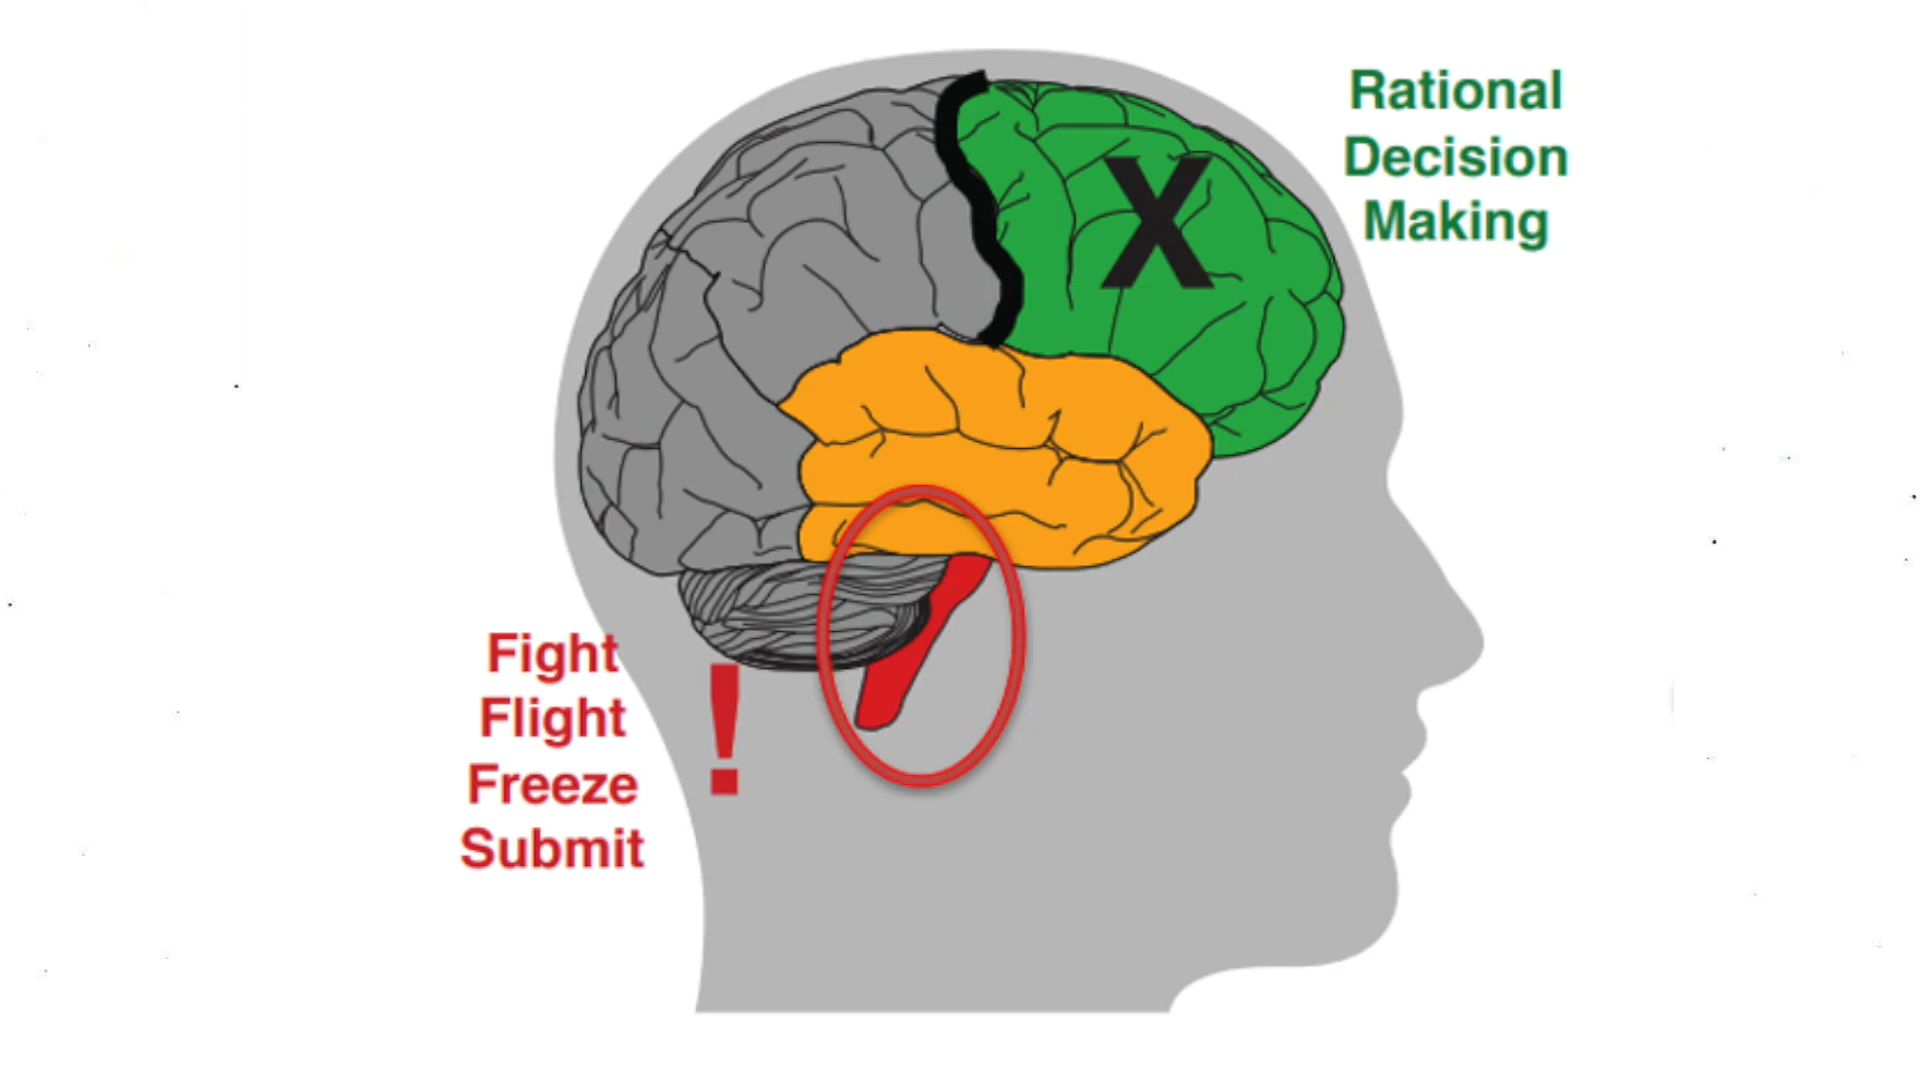 Rational
Decision
Making
X
Fight
Flight
Freeze
Submit
!